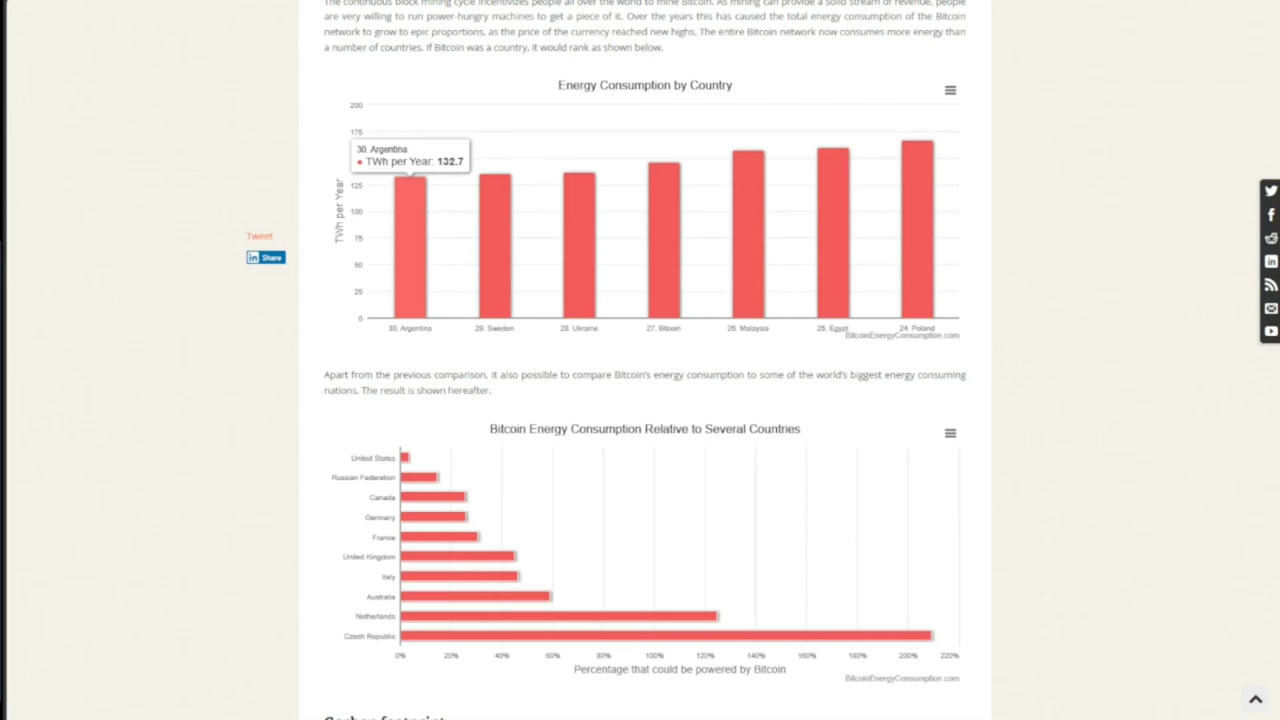 The continuous block mining cycle incentivizes people all over the world to mine Bitcoin. As mining can provide a solid stream of revenue, people
are very willing to run power-hungry machines to get a piece of it. Over the years this has caused the total energy consumption of the Bitcoin
network to grow to epic proportions, as the price of the currency reached new highs. The entire Bitcoin network now consumes more energy than
a number of countries. If Bitcoin was a country, it would rank as shown below.
Energy Consumption by Country
200
175
30. Argentina
TWh per Year: 132.7
125
100
75
50
25
0
TWh per Year
30. Argentina
29. Sweden
28. Ukraine
27. Bitcoin
26. Malaysia
25. Egypt
24. Poland
BitcoinEnergyConsumption.com
Tweet
in Share
Apart from the previous comparison, it also possible to compare Bitcoin's energy consumption to some of the world's biggest energy consuming
nations. The result is shown hereafter.
Bitcoin Energy Consumption Relative to Several Countries
United States
Russian Federation
Canada
Germany
France
United Kingdom
Italy
Australia
Netherlands
Czech Republic
0%
20%
40%
60%
80%
100%
120%
140%
160%
180%
200%
220%
Percentage that could be powered by Bitcoin
BitcoinEnergyConsumption.com
Carbon footprint